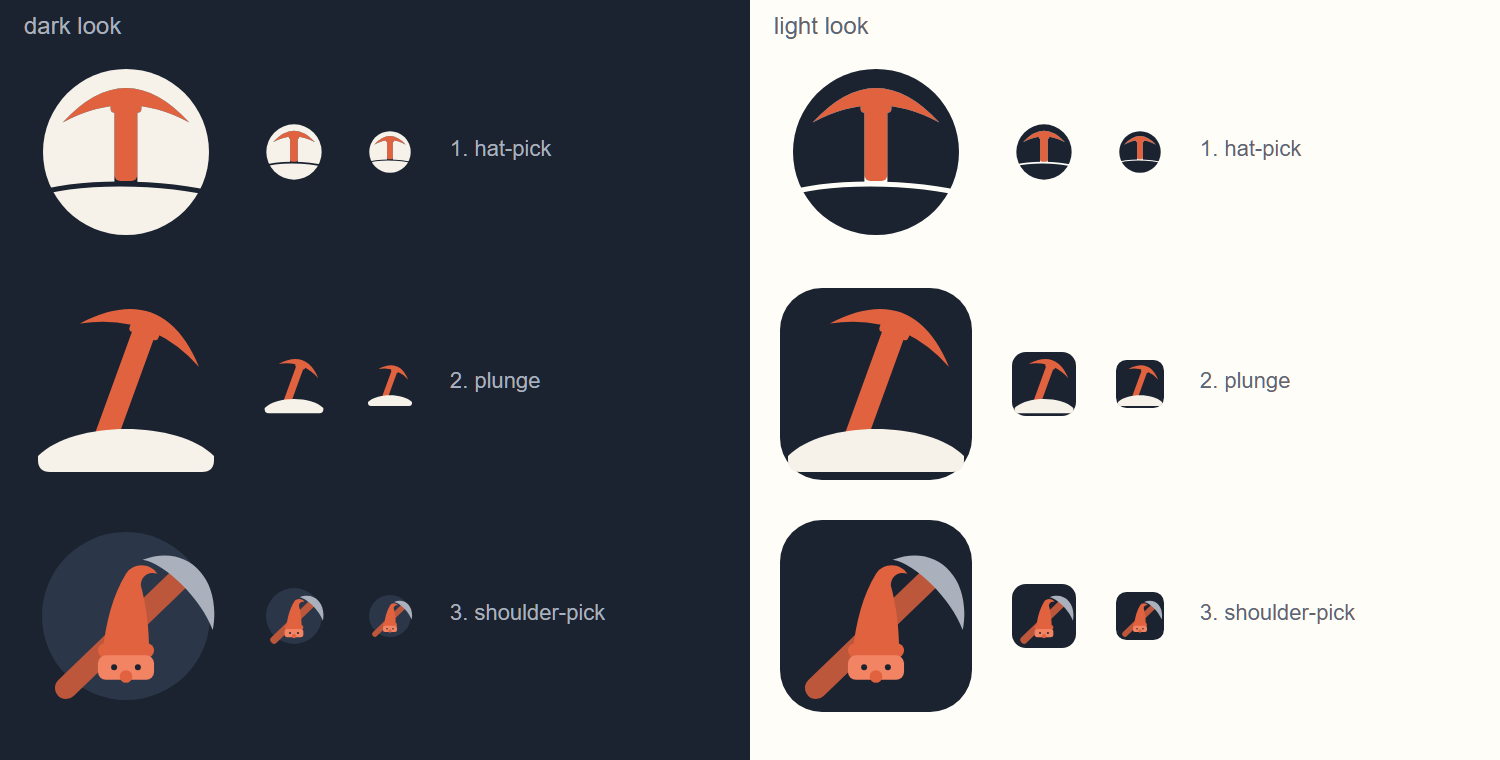 dark look
1. hat-pick
2. plunge
3. shoulder-pick
light look
1. hat-pick
2. plunge
3. shoulder-pick